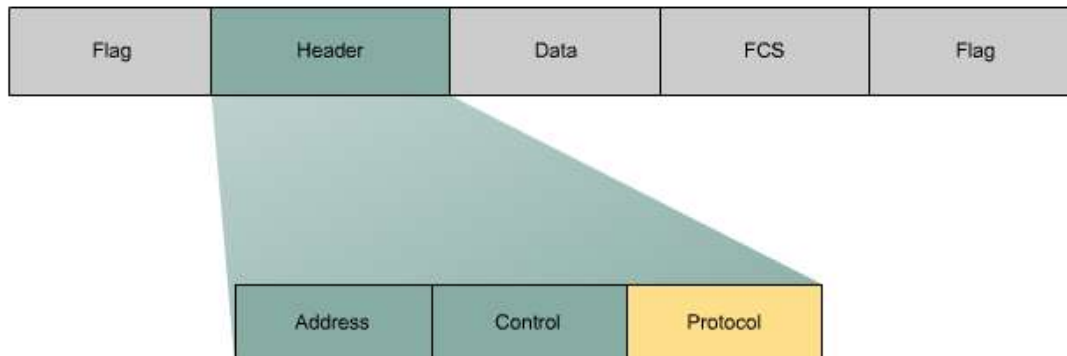 Flag Header Data FCS Flag
Address Control Protocol